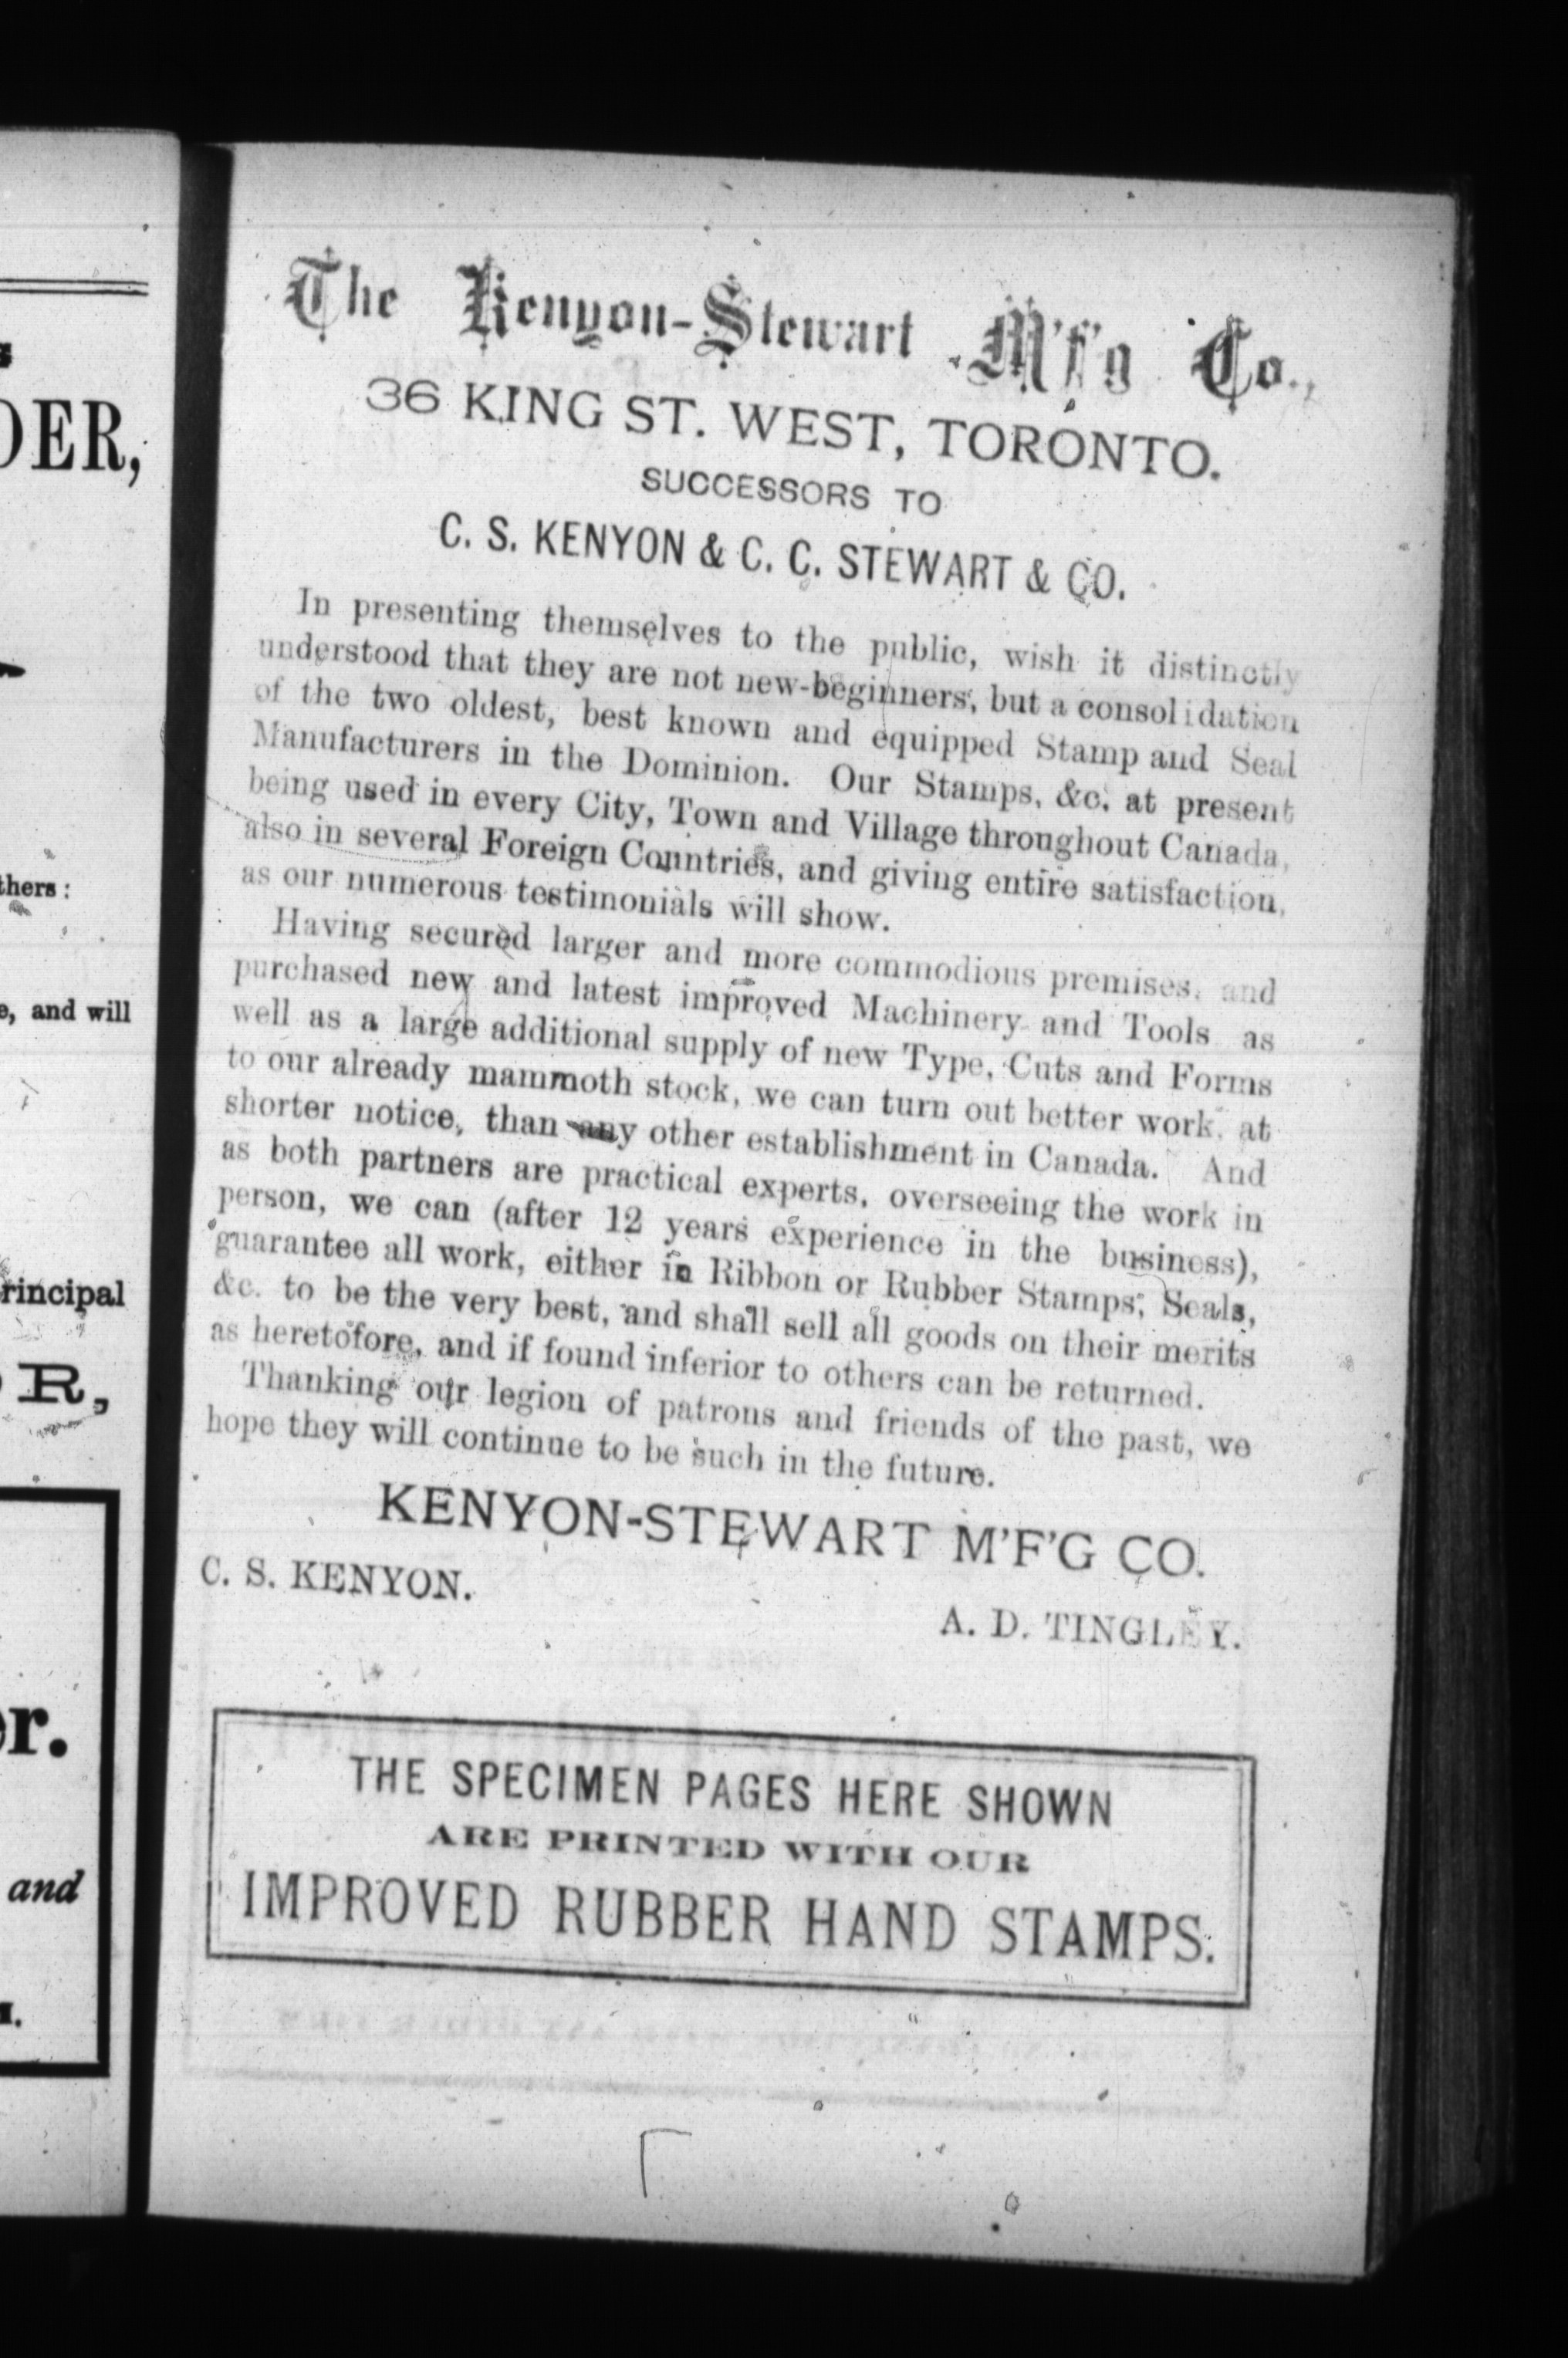 The Kenyon-Stewart M'f'g Co.,
36 KING ST. WEST, TORONTO.
SUCCESSORS TO
C. S. KENYON & C. C. STEWART & CO.
In presenting themselves to the public, wish it distinctly
understood that they are not new-beginners, but a consolidation
of the two oldest, best known and equipped Stamp and Seal
Manufacturers in the Dominion. Our Stamps, &c. at present
being used in every City, Town and Village throughout Canada,
also in several Foreign Countries, and giving entire satisfaction,
as our numerous testimonials will show.
Having secured larger and more commodious premises, and
purchased new and latest improved Machinery and Tools as
well as a large additional supply of new Type, Cuts and Forms
to our already mammoth stock, we can turn out better work, at
shorter notice, than any other establishment in Canada. And
as both partners are practical experts, overseeing the work in
person, we can (after 12 years experience in the business),
guarantee all work, either in Ribbon or Rubber Stamps, Seals,
&c. to be the very best, and shall sell all goods on their merits
as heretofore, and if found inferior to others can be returned.
Thanking our legion of patrons and friends of the past, we
hope they will continue to be such in the future.
KENYON-STEWART M'F'G CO.
C. S. KENYON.
A. D. TINGLEY.
THE SPECIMEN PAGES HERE SHOWN
ARE PRINTED WITH OUR
IMPROVED RUBBER HAND STAMPS.
DER,
thers:
e, and will
rincipal
R,
r.
and